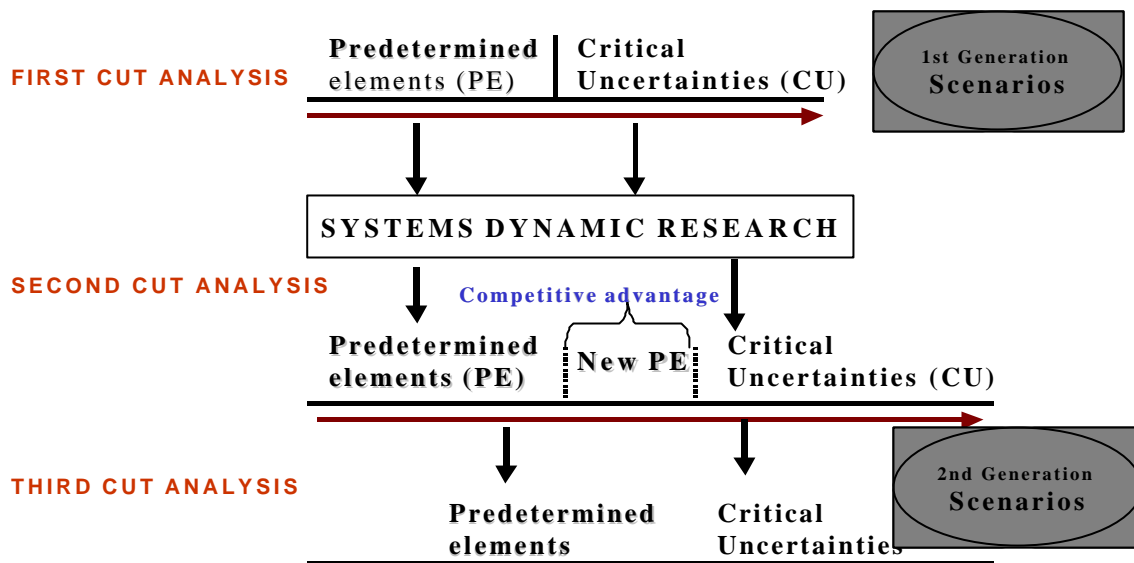 FIRST CUT ANALYSIS
Predetermined
elements (PE)
Critical
Uncertainties (CU)
1st Generation
Scenarios
SYSTEMS DYNAMIC RESEARCH
SECOND CUT ANALYSIS
Competitive advantage
Predetermined
elements (PE)
New PE
Critical
Uncertainties (CU)
THIRD CUT ANALYSIS
2nd Generation
Scenarios
Predetermined
elements
Critical
Uncertainties